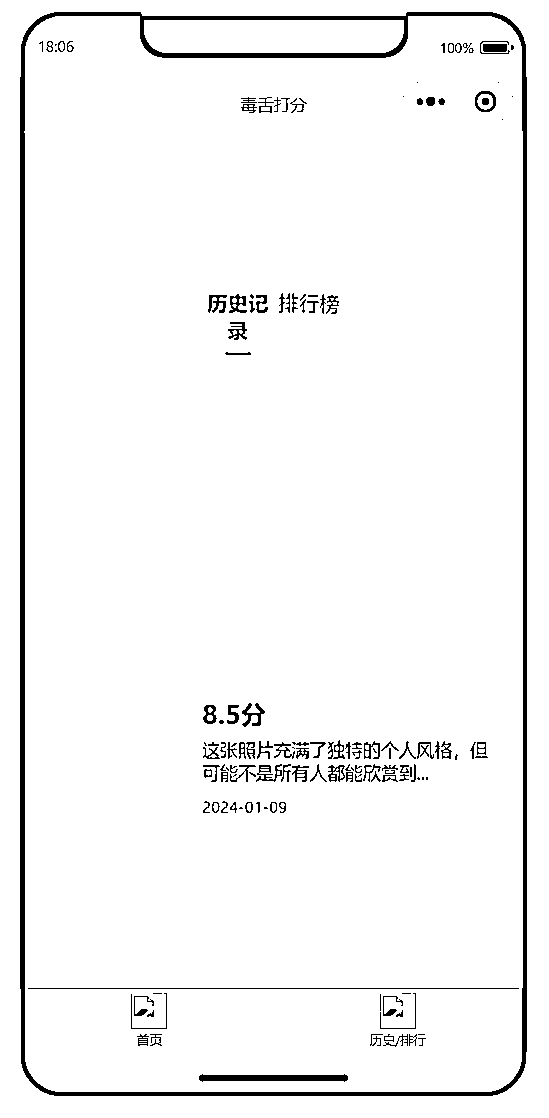 18:06 100%
毒舌打分
历史记 排行榜
录
8.5分
这张照片充满了独特的个人风格，但
可能不是所有人都能欣赏到...
2024-01-09
首页 历史/排行